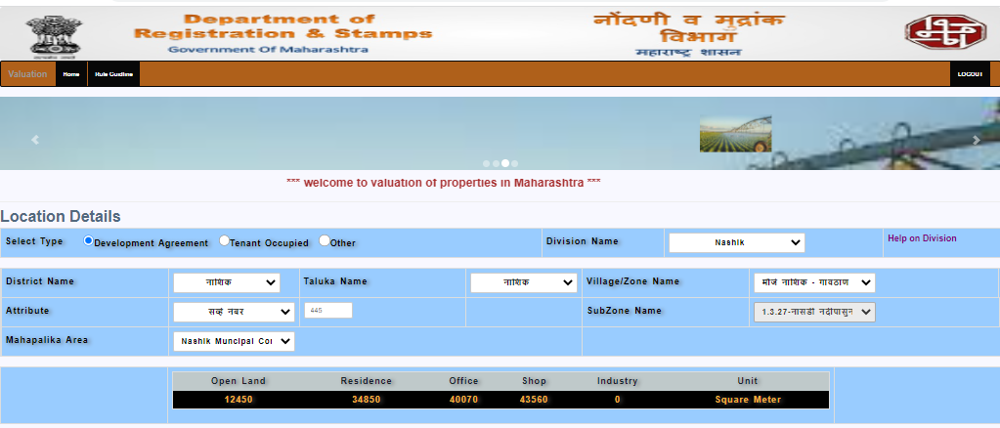 Department of
Registration & Stamps
Government Of Maharashtra
नोंदणी व मुद्रांक
विभाग
महाराष्ट्र शासन
Valuation Home Rule Guidline LOGOUT
*** welcome to valuation of properties in Maharashtra ***
Location Details
Select Type Development Agreement Tenant Occupied Other Division Name Nashik Help on Division
District Name नाशिक Taluka Name नाशिक Village/Zone Name मौजे नाशिक - गावठाण
Attribute सर्व्हे नंबर 445 SubZone Name 1.3.27-नासर्डी नदीपासुन
Mahapalika Area Nashik Muncipal Cor
Open Land Residence Office Shop Industry Unit
12450 34850 40070 43560 0 Square Meter